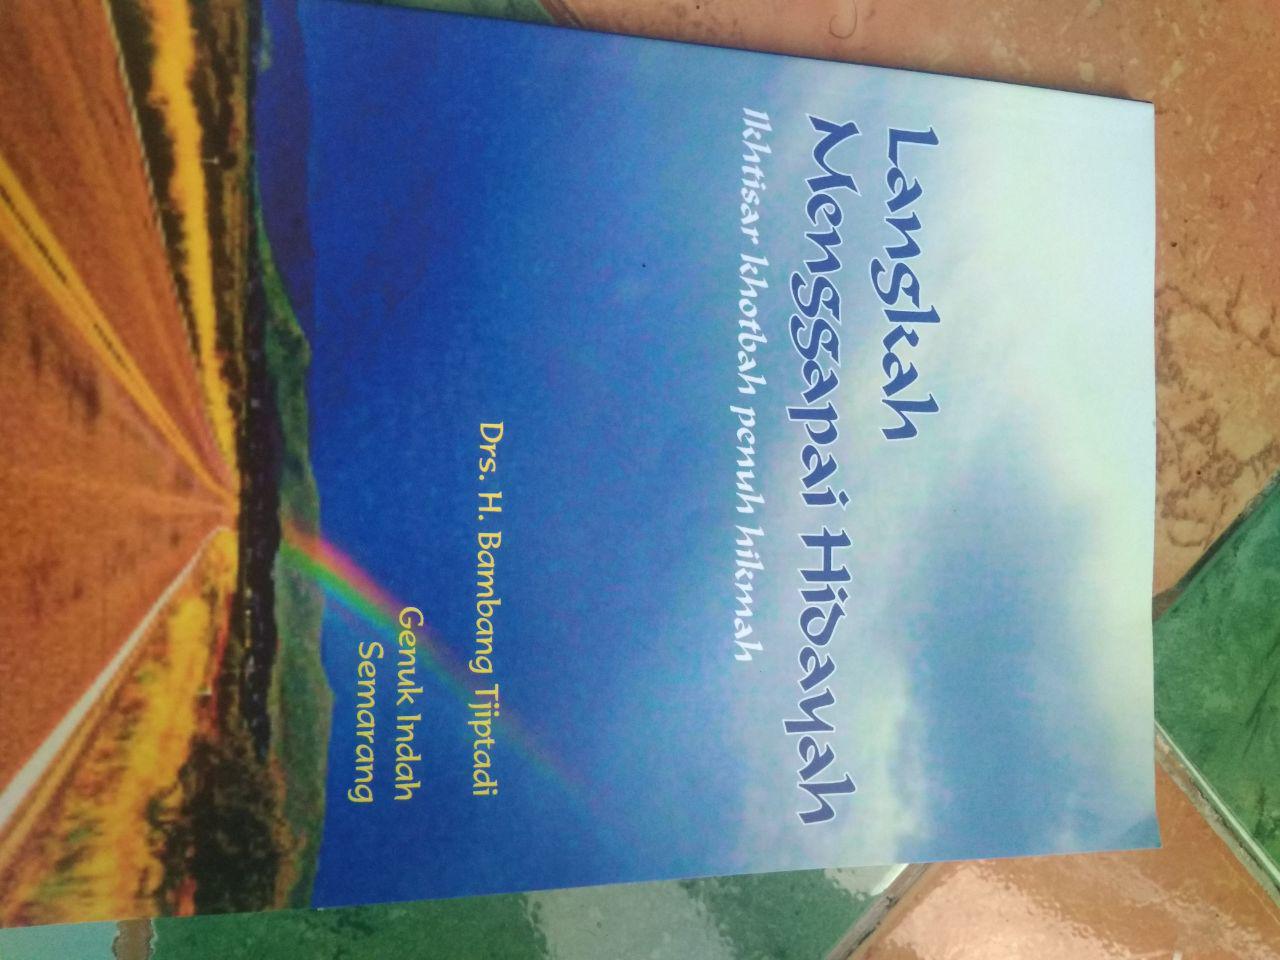 Langkah
Menggapai Hidayah
Ikhtisar khotbah penuh hikmah
Drs. H. Bambang Tjiptadi
Genuk Indah
Semarang